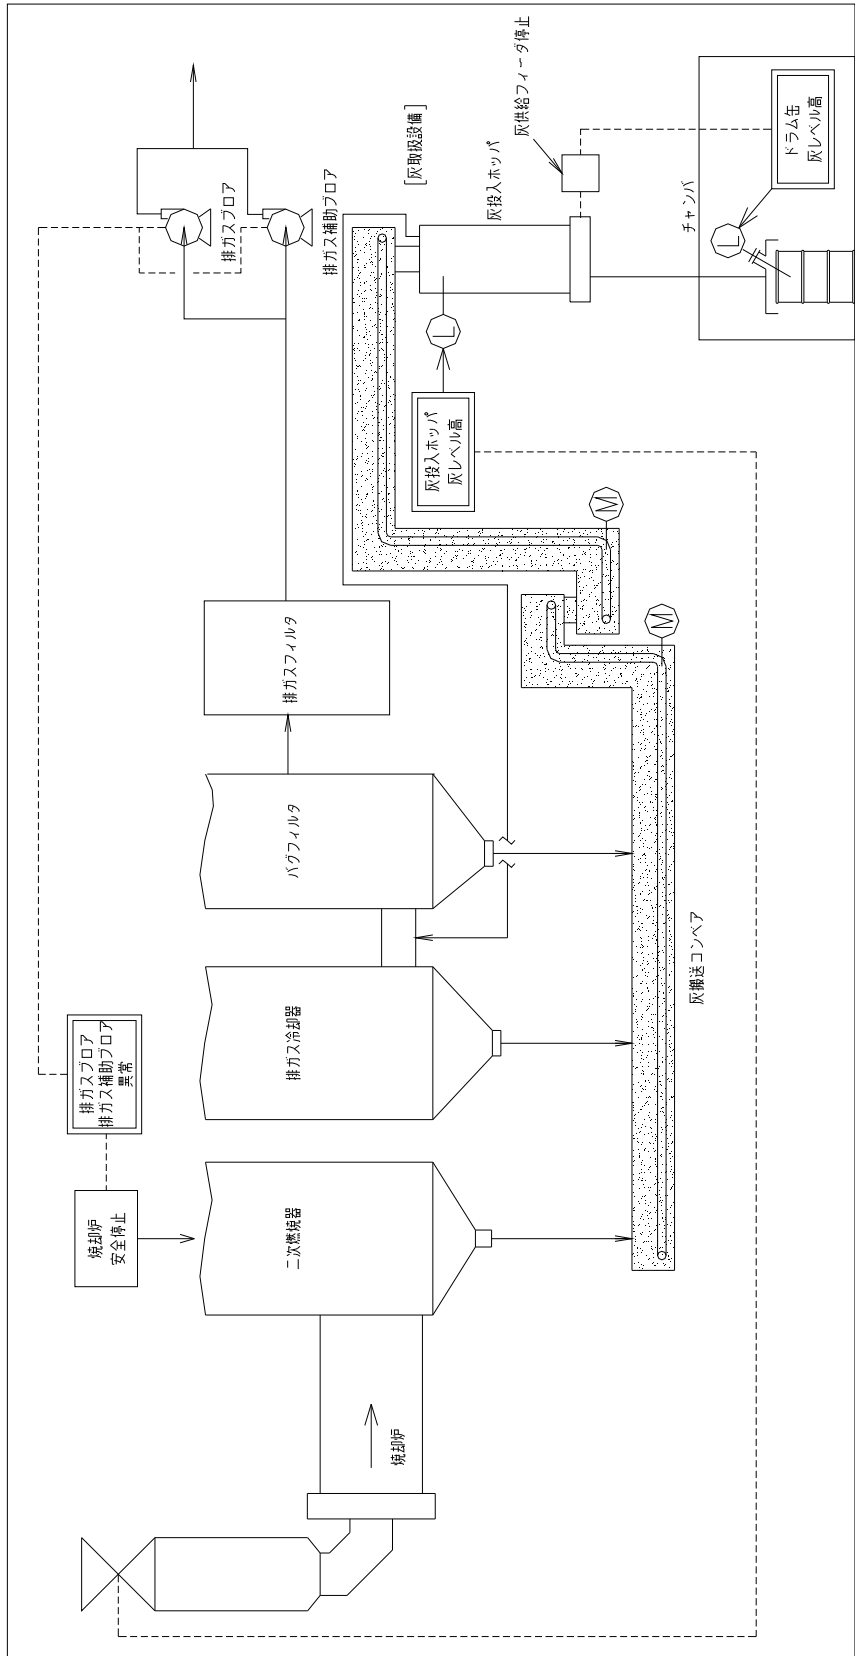 焼却炉
安全停止
排ガスブロア
排ガス補助ブロア
異常
排ガスブロア
排ガス補助ブロア
焼却炉
二次燃焼器
排ガス冷却器
バグフィルタ
排ガスフィルタ
[灰取扱設備]
灰投入ホッパ
灰供給フィーダ停止
L
灰投入ホッパ
灰レベル高
M
M
灰搬送コンベア
チャンバ
L
ドラム缶
灰レベル高